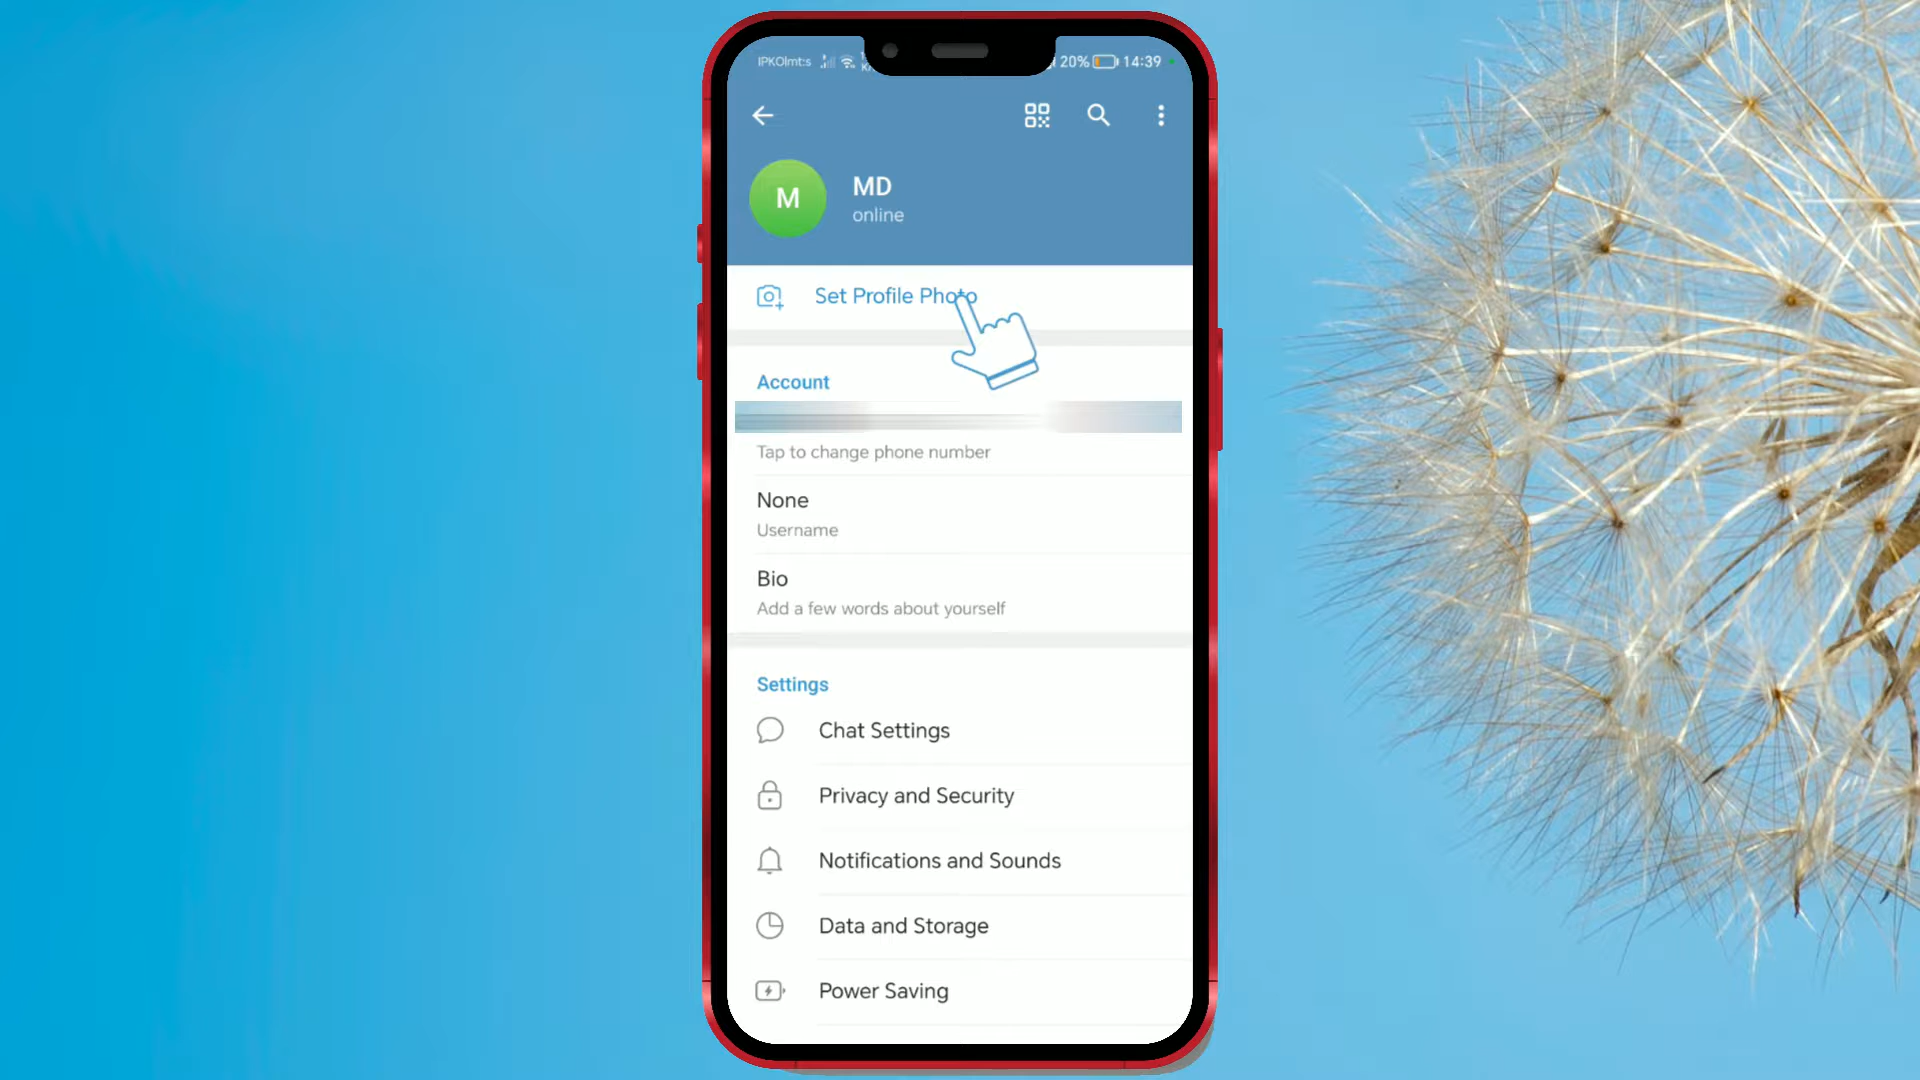 IPKOlmt:s
20% 14:39
M
MD
online
Set Profile Photo
Account
Tap to change phone number
None
Username
Bio
Add a few words about yourself
Settings
Chat Settings
Privacy and Security
Notifications and Sounds
Data and Storage
Power Saving